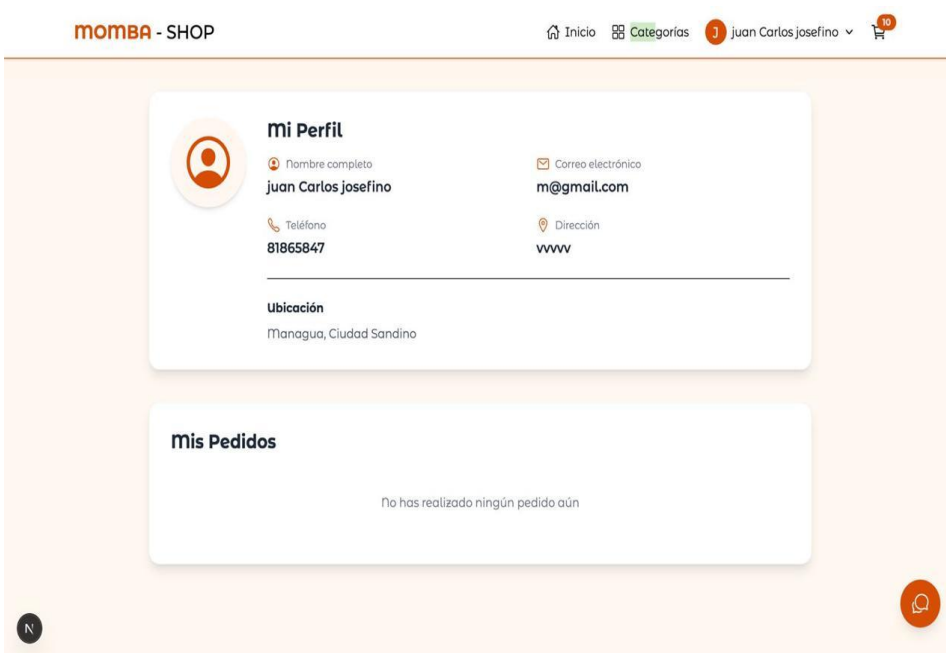 MOMBA - SHOP
Inicio
Categorías
J
juan Carlos josefino
10
Mi Perfil
Nombre completo
juan Carlos josefino
Correo electrónico
m@gmail.com
Teléfono
81865847
Dirección
vvvvv
Ubicación
Managua, Ciudad Sandino
Mis Pedidos
No has realizado ningún pedido aún
N